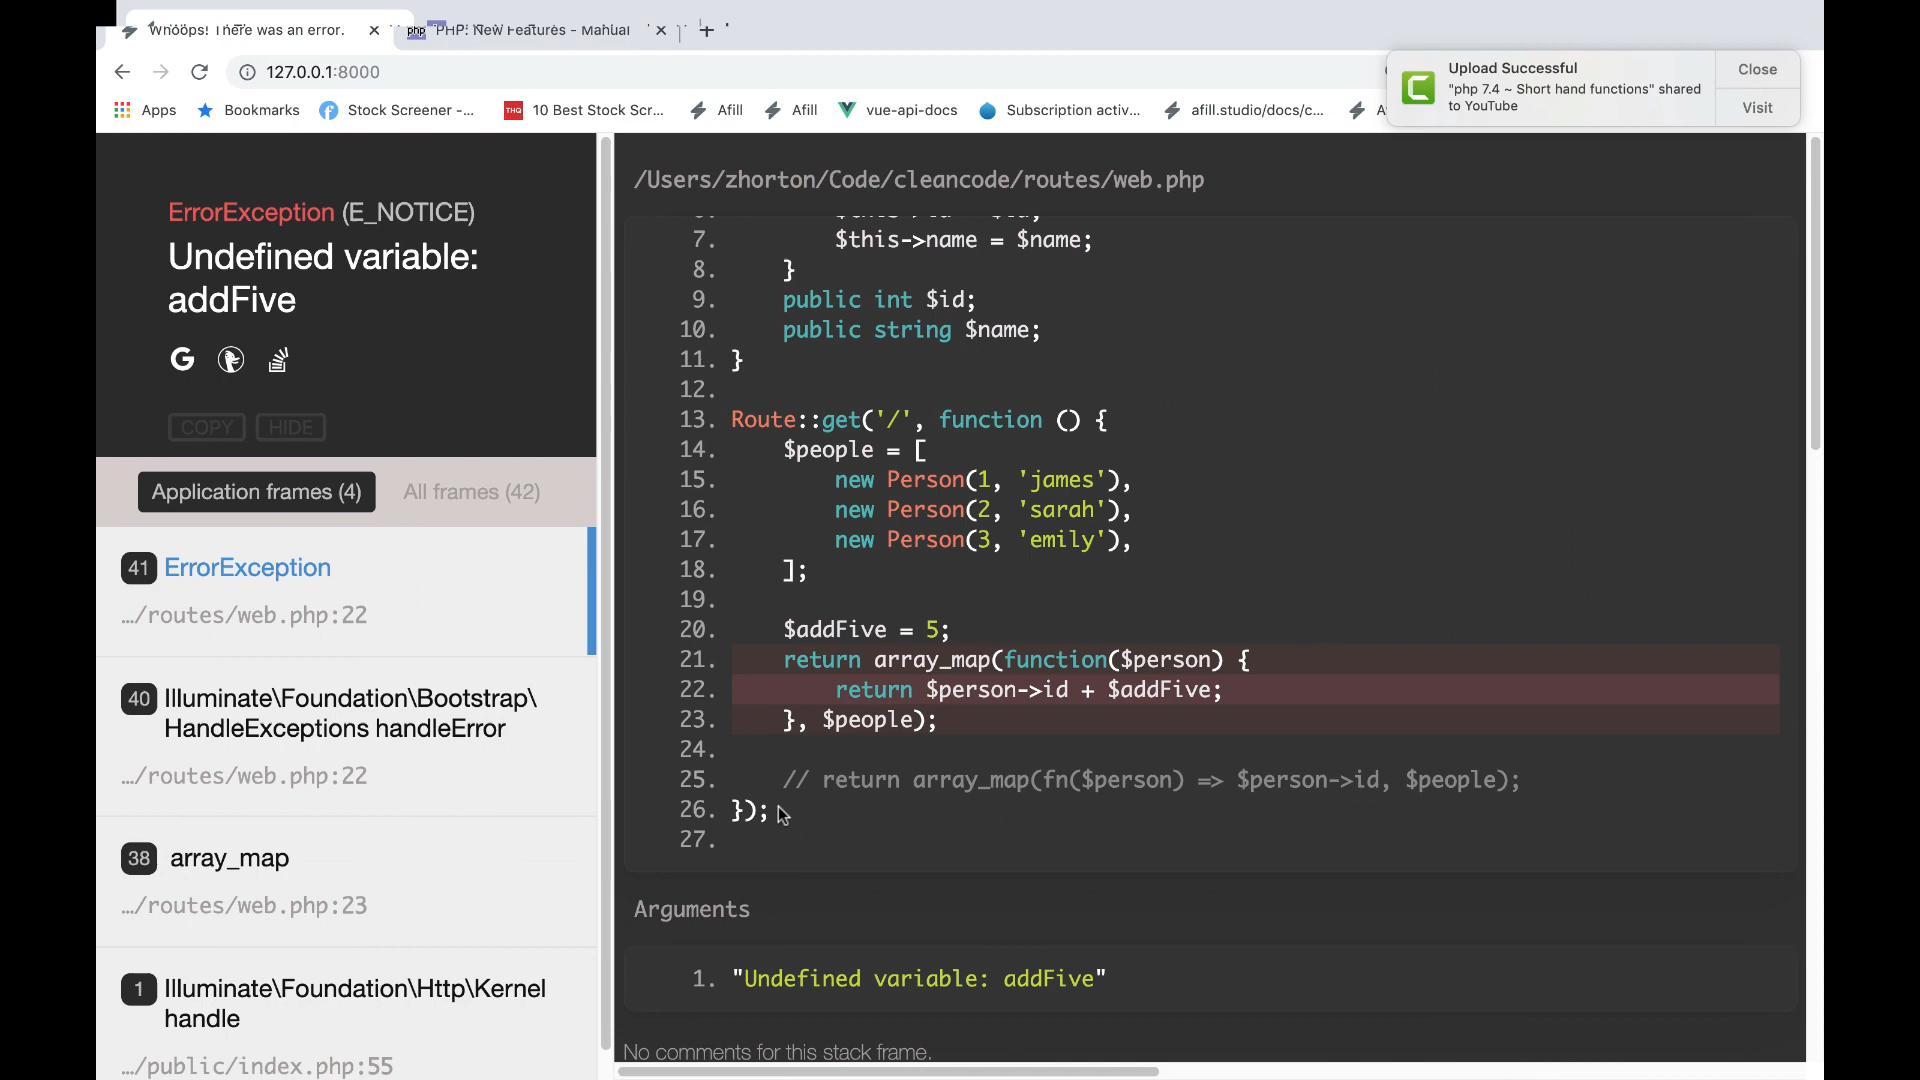 Whoops! There was an error.
php PHP: New Features - Manual
127.0.0.1:8000
Apps
Bookmarks
Stock Screener -...
THQ 10 Best Stock Scr...
Afill
Afill
vue-api-docs
Subscription activ...
afill.studio/docs/c...
Upload Successful
"php 7.4 ~ Short hand functions" shared
to YouTube
Close
Visit
ErrorException (E_NOTICE)
Undefined variable:
addFive
COPY HIDE
Application frames (4)
All frames (42)
41 ErrorException
…/routes/web.php:22
40 Illuminate\Foundation\Bootstrap\
HandleExceptions handleError
…/routes/web.php:22
38 array_map
…/routes/web.php:23
1 Illuminate\Foundation\Http\Kernel
handle
…/public/index.php:55
/Users/zhorton/Code/cleancode/routes/web.php
7. $this->name = $name;
8. }
9. public int $id;
10. public string $name;
11. }
12.
13. Route::get('/', function () {
14. $people = [
15. new Person(1, 'james'),
16. new Person(2, 'sarah'),
17. new Person(3, 'emily'),
18. ];
19.
20. $addFive = 5;
21. return array_map(function($person) {
22. return $person->id + $addFive;
23. }, $people);
24.
25. // return array_map(fn($person) => $person->id, $people);
26. });
27.
Arguments
1. "Undefined variable: addFive"
No comments for this stack frame.